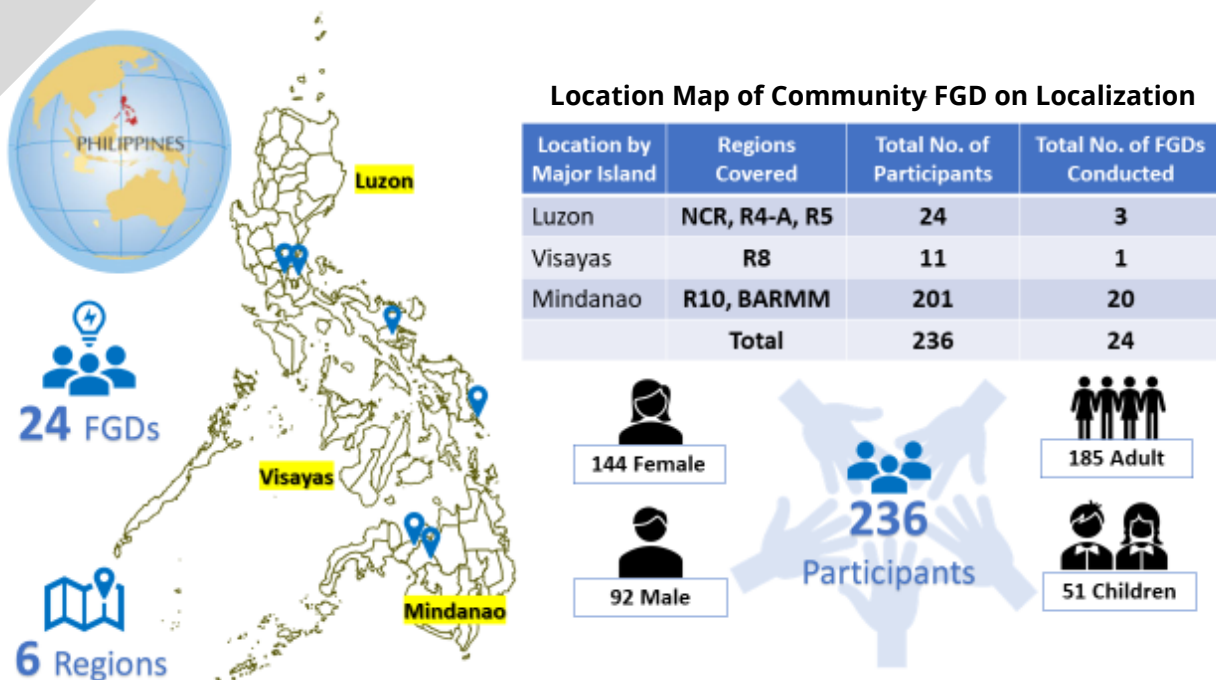 PHILIPPINES
Luzon
24 FGDs
Visayas
Mindanao
6 Regions
Location Map of Community FGD on Localization
Location by Major Island | Regions Covered | Total No. of Participants | Total No. of FGDs Conducted
Luzon | NCR, R4-A, R5 | 24 | 3
Visayas | R8 | 11 | 1
Mindanao | R10, BARMM | 201 | 20
Total | 236 | 24
144 Female
92 Male
236
Participants
185 Adult
51 Children